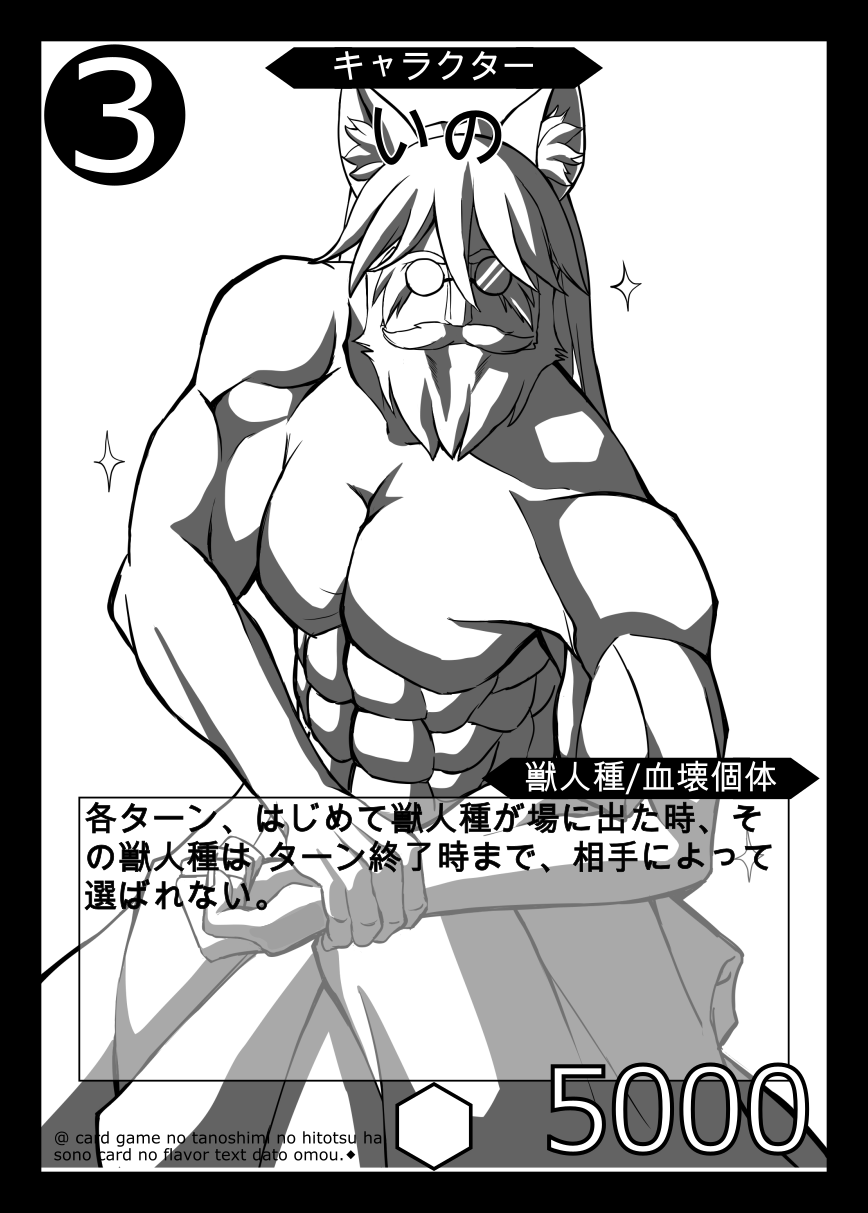 3
キャラクター
いの
獣人種/血壊個体
各ターン、はじめて獣人種が場に出た時、そ
の獣人種は ターン終了時まで、相手によって
選ばれない。
5000
@ card game no tanoshimi no hitotsu ha
sono card no flavor text dato omou.◆